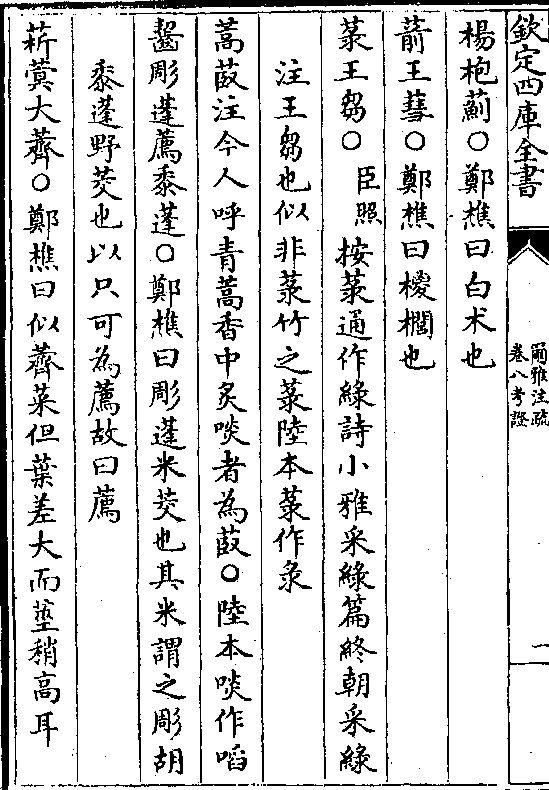 欽定四庫全書
爾雅注疏
卷八考證
一
楊枹薊○鄭樵曰白朮也
葥王蔧○鄭樵曰椶櫚也
菉王芻○臣照按菉通作綠詩小雅采綠篇終朝采綠
注王芻也似非菉竹之菉陸本菉作彔
蒿菣注今人呼青蒿香中炙啖者為菣○陸本啖作啗
齧彫蓬薦黍蓬○鄭樵曰彫蓬米茭也其米謂之彫胡
黍蓬野茭也以只可為薦故曰薦
菥蓂大薺○鄭樵曰似薺菜但葉差大而薹稍高耳